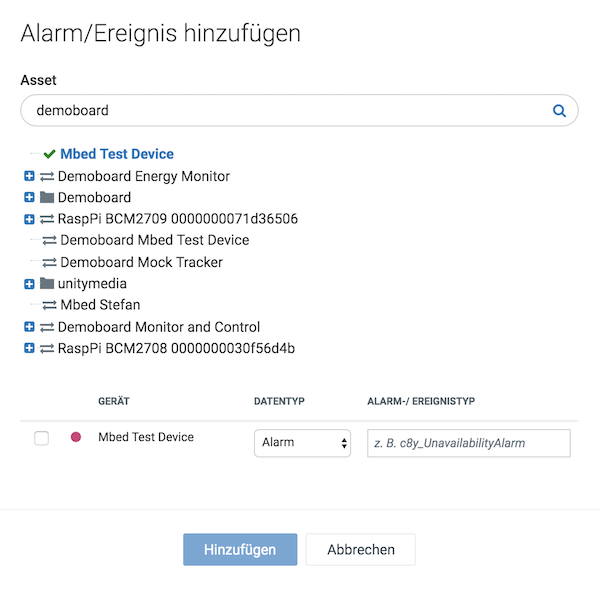 Alarm/Ereignis hinzufügen
Asset
demoboard
Mbed Test Device
Demoboard Energy Monitor
Demoboard
RaspPi BCM2709 0000000071d36506
Demoboard Mbed Test Device
Demoboard Mock Tracker
unitymedia
Mbed Stefan
Demoboard Monitor and Control
RaspPi BCM2708 0000000030f56d4b
GERÄT DATENTYP ALARM-/ EREIGNISTYP
Mbed Test Device Alarm z. B. c8y_UnavailabilityAlarm
Hinzufügen Abbrechen